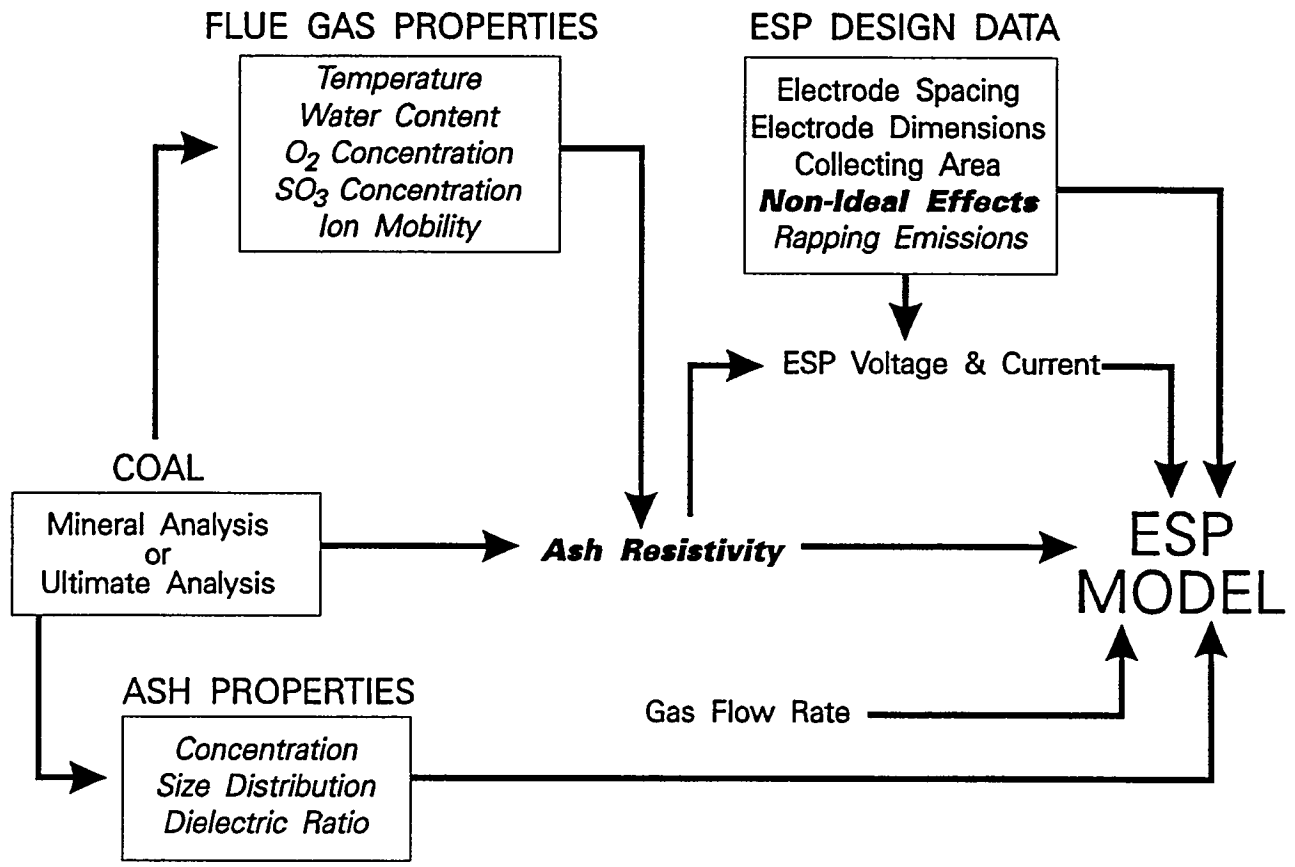 FLUE GAS PROPERTIES
Temperature
Water Content
O2 Concentration
SO3 Concentration
Ion Mobility
ESP DESIGN DATA
Electrode Spacing
Electrode Dimensions
Collecting Area
Non-Ideal Effects
Rapping Emissions
ESP Voltage & Current
COAL
Mineral Analysis
or
Ultimate Analysis
Ash Resistivity
ESP
MODEL
ASH PROPERTIES
Concentration
Size Distribution
Dielectric Ratio
Gas Flow Rate